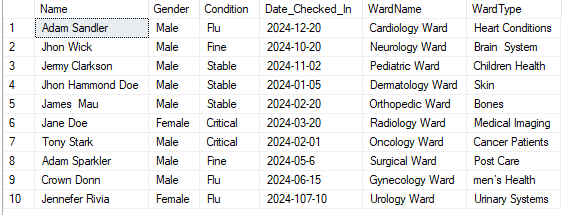 Name Gender Condition Date_Checked_In WardName WardType
1 Adam Sandler Male Flu 2024-12-20 Cardiology Ward Heart Conditions
2 Jhon Wick Male Fine 2024-10-20 Neurology Ward Brain  System
3 Jermy Clarkson Male Stable 2024-11-02 Pediatric Ward Children Health
4 Jhon Hammond Doe Male Stable 2024-01-05 Dermatology Ward Skin
5 James  Mau Male Stable 2024-02-20 Orthopedic Ward Bones
6 Jane Doe Female Critical 2024-03-20 Radiology Ward Medical Imaging
7 Tony Stark Male Critical 2024-02-01 Oncology Ward Cancer Patients
8 Adam Sparkler Male Fine 2024-05-6 Surgical Ward Post Care
9 Crown Donn Male Flu 2024-06-15 Gynecology Ward men's Health
10 Jennefer Rivia Female Flu 2024-107-10 Urology Ward Urinary Systems